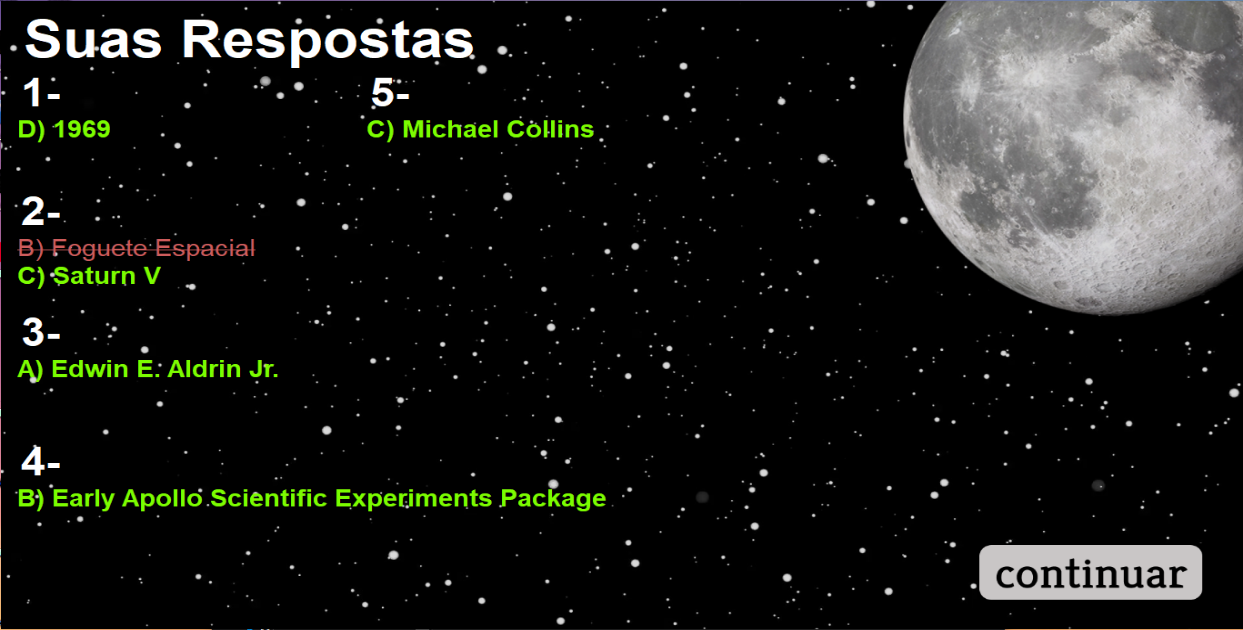 Suas Respostas
1-
D) 1969
2-
B) Foguete Espacial
C) Saturn V
3-
A) Edwin E. Aldrin Jr.
4-
B) Early Apollo Scientific Experiments Package
5-
C) Michael Collins
continuar